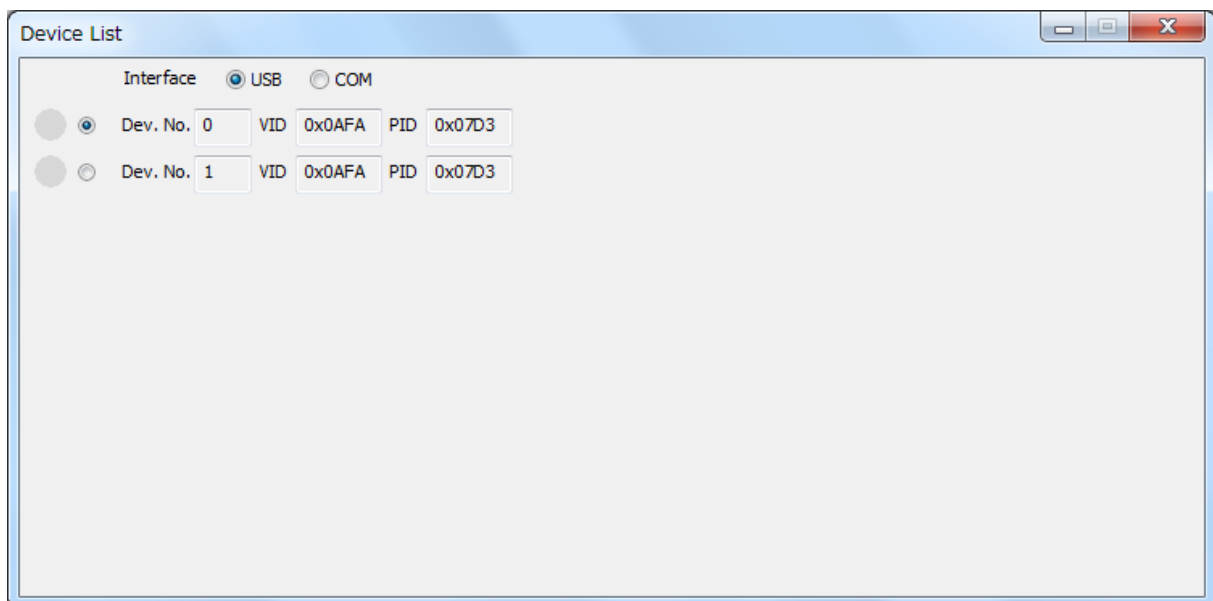 Device List
Interface USB COM
Dev. No. 0 VID 0x0AFA PID 0x07D3
Dev. No. 1 VID 0x0AFA PID 0x07D3